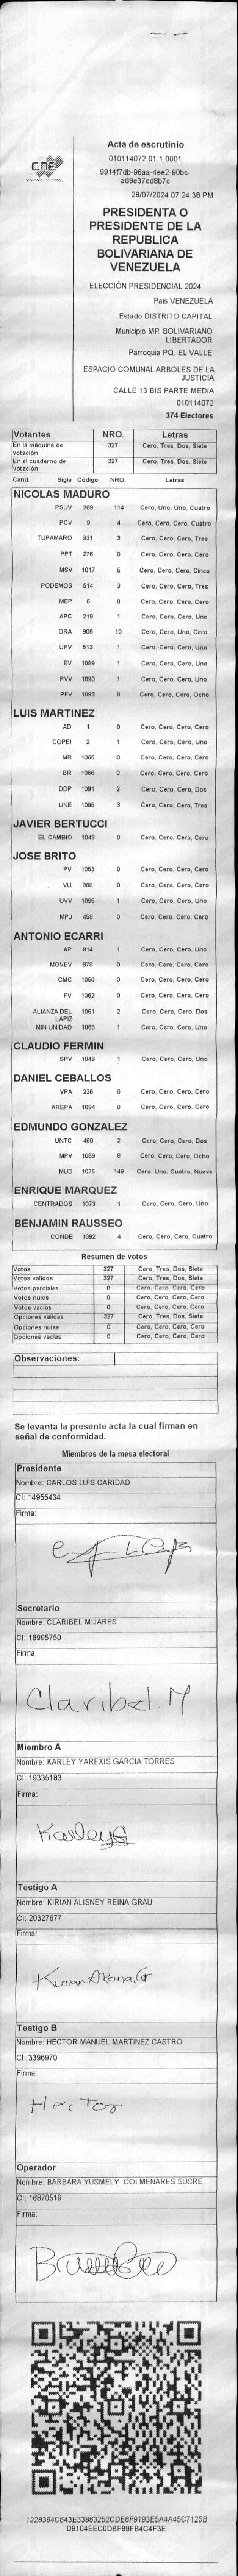 CNE
Acta de escrutinio
010114072.01.1.0001
9914f7db-96aa-4ee2-90bc-
a69e37ed8b7c
28/07/2024 07:24:38 PM
PRESIDENTA O
PRESIDENTE DE LA
REPUBLICA
BOLIVARIANA DE
VENEZUELA
ELECCIÓN PRESIDENCIAL 2024
Pais VENEZUELA
Estado DISTRITO CAPITAL
Municipio MP. BOLIVARIANO
LIBERTADOR
Parroquia PQ. EL VALLE
ESPACIO COMUNAL ARBOLES DE LA
JUSTICIA
CALLE 13 BIS PARTE MEDIA
010114072
374 Electores
Votantes NRO. Letras
En la maquina de votación 327 Cero, Tres, Dos, Siete
En el cuaderno de votación 327 Cero, Tres, Dos, Siete
Cand. Sigla Código NRO. Letras
NICOLAS MADURO
PSUV 269 114 Cero, Uno, Uno, Cuatro
PCV 9 4 Cero, Cero, Cero, Cuatro
TUPAMARO 931 3 Cero, Cero, Cero, Tres
PPT 276 0 Cero, Cero, Cero, Cero
MSV 1017 5 Cero, Cero, Cero, Cinco
PODEMOS 514 3 Cero, Cero, Cero, Tres
MEP 6 0 Cero, Cero, Cero, Cero
APC 219 1 Cero, Cero, Cero, Uno
ORA 906 10 Cero, Cero, Uno, Cero
UPV 513 1 Cero, Cero, Cero, Uno
EV 1089 1 Cero, Cero, Cero, Uno
PVV 1090 1 Cero, Cero, Cero, Uno
PFV 1093 8 Cero, Cero, Cero, Ocho
LUIS MARTINEZ
AD 1 0 Cero, Cero, Cero, Cero
COPEI 2 1 Cero, Cero, Cero, Uno
MR 1065 0 Cero, Cero, Cero, Cero
BR 1066 0 Cero, Cero, Cero, Cero
DDP 1091 2 Cero, Cero, Cero, Dos
UNE 1095 3 Cero, Cero, Cero, Tres
JAVIER BERTUCCI
EL CAMBIO 1048 0 Cero, Cero, Cero, Cero
JOSE BRITO
PV 1053 0 Cero, Cero, Cero, Cero
VU 868 0 Cero, Cero, Cero, Cero
UVV 1096 1 Cero, Cero, Cero, Uno
MPJ 458 0 Cero, Cero, Cero, Cero
ANTONIO ECARRI
AP 814 1 Cero, Cero, Cero, Uno
MOVEV 878 0 Cero, Cero, Cero, Cero
CMC 1050 0 Cero, Cero, Cero, Cero
FV 1062 0 Cero, Cero, Cero, Cero
ALIANZA DEL LAPIZ 1051 2 Cero, Cero, Cero, Dos
MIN UNIDAD 1088 1 Cero, Cero, Cero, Uno
CLAUDIO FERMIN
SPV 1049 1 Cero, Cero, Cero, Uno
DANIEL CEBALLOS
VPA 236 0 Cero, Cero, Cero, Cero
AREPA 1094 0 Cero, Cero, Cero, Cero
EDMUNDO GONZALEZ
UNTC 460 2 Cero, Cero, Cero, Dos
MPV 1069 8 Cero, Cero, Cero, Ocho
MUD 1075 149 Cero, Uno, Cuatro, Nueve
ENRIQUE MARQUEZ
CENTRADOS 1073 1 Cero, Cero, Cero, Uno
BENJAMIN RAUSSEO
CONDE 1092 4 Cero, Cero, Cero, Cuatro
Resumen de votos
Votos 327 Cero, Tres, Dos, Siete
Votos validos 327 Cero, Tres, Dos, Siete
Votos parciales 0 Cero, Cero, Cero, Cero
Votos nulos 0 Cero, Cero, Cero, Cero
Votos vacíos 0 Cero, Cero, Cero, Cero
Opciones validas 327 Cero, Tres, Dos, Siete
Opciones nulas 0 Cero, Cero, Cero, Cero
Opciones vacias 0 Cero, Cero, Cero, Cero
Observaciones:
Se levanta la presente acta la cual firman en
señal de conformidad.
Miembros de la mesa electoral
Presidente
Nombre: CARLOS LUIS CARIDAD
CI: 14955434
Firma:
Secretario
Nombre: CLARIBEL MIJARES
CI: 18995750
Firma:
Claribel. M
Miembro A
Nombre: KARLEY YAREXIS GARCIA TORRES
CI: 19335183
Firma:
KarleyG
Testigo A
Nombre: KIRIAN ALISNEY REINA GRAU
CI: 20327677
Firma:
Kirian A Reina. G
Testigo B
Nombre: HECTOR MANUEL MARTINEZ CASTRO
CI: 3396970
Firma:
Hector
Operador
Nombre: BARBARA YUSMELY COLMENARES SUCRE
CI: 16870519
Firma:
1228364C643E33863252CDE6F9193E5A4A45C7125B
D9104EEC0DBF89FB4C4F3E